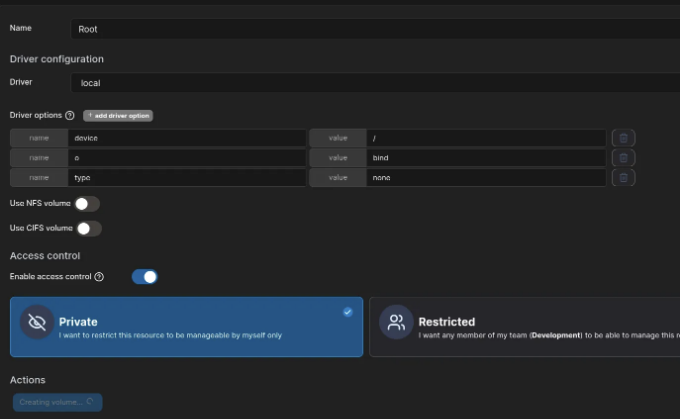 Name Root
Driver configuration
Driver local
Driver options + add driver option
name device value /
name o value bind
name type value none
Use NFS volume
Use CIFS volume
Access control
Enable access control
Private
I want to restrict this resource to be manageable by myself only
Restricted
I want any member of my team (Development) to be able to manage this
Actions
Creating volume...